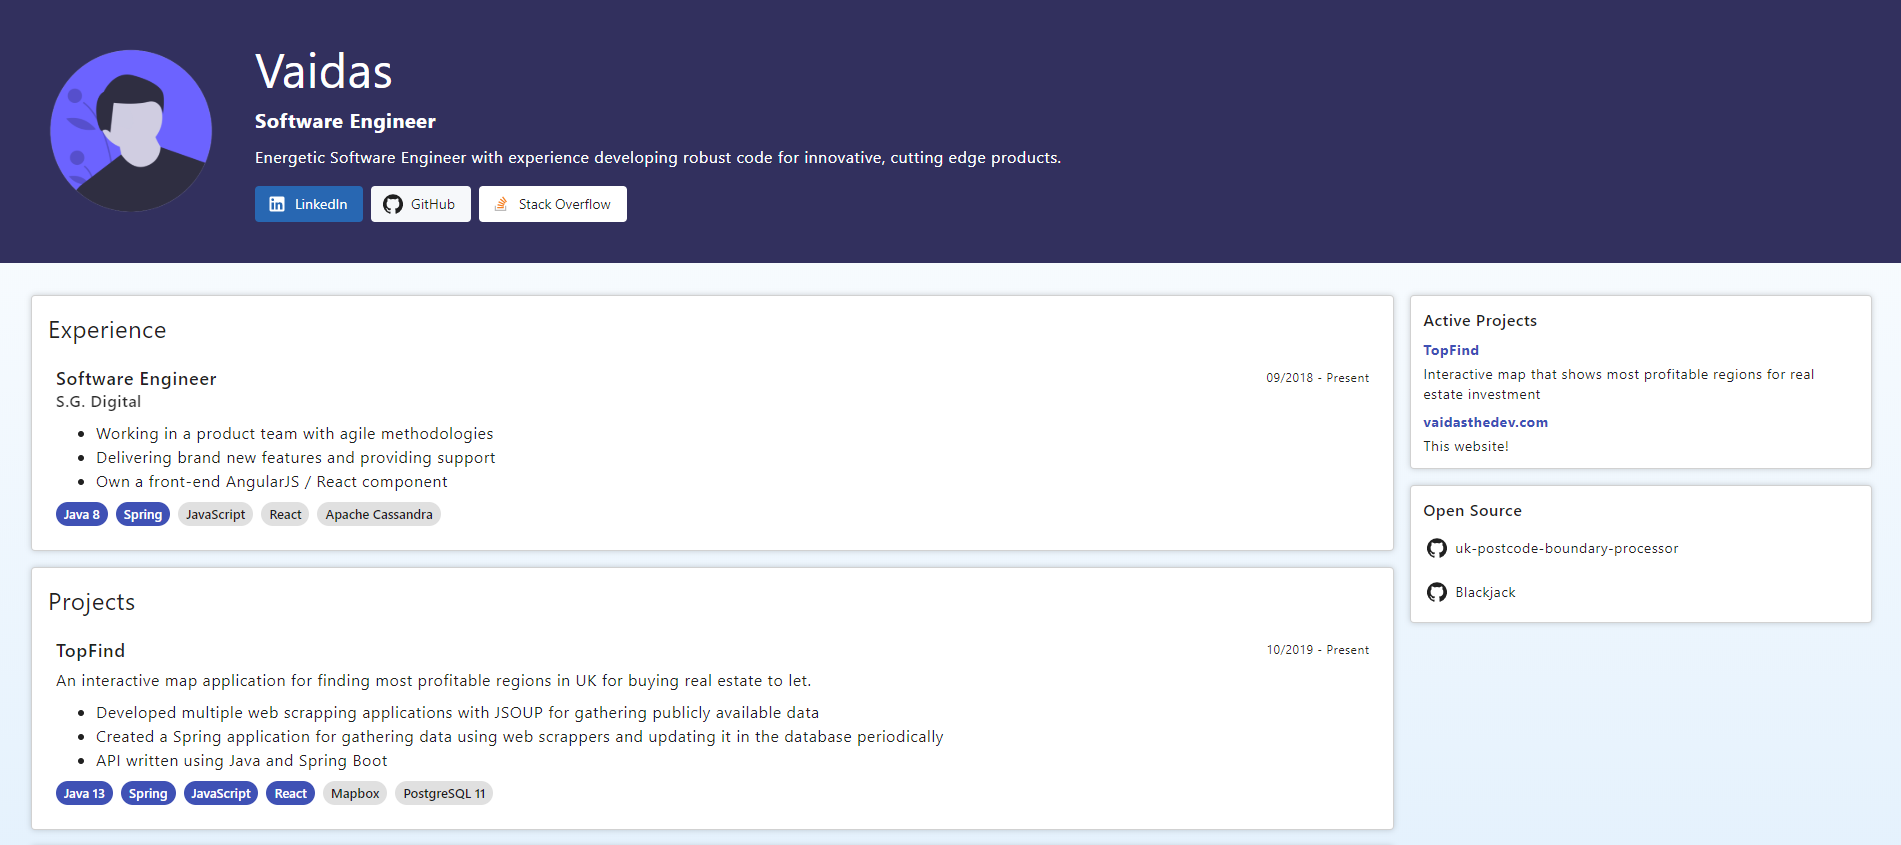 Vaidas
Software Engineer
Energetic Software Engineer with experience developing robust code for innovative, cutting edge products.
LinkedIn
GitHub
Stack Overflow
Experience
Software Engineer
09/2018 - Present
S.G. Digital
Working in a product team with agile methodologies
Delivering brand new features and providing support
Own a front-end AngularJS / React component
Java 8
Spring
JavaScript
React
Apache Cassandra
Projects
TopFind
10/2019 - Present
An interactive map application for finding most profitable regions in UK for buying real estate to let.
Developed multiple web scrapping applications with JSOUP for gathering publicly available data
Created a Spring application for gathering data using web scrappers and updating it in the database periodically
API written using Java and Spring Boot
Java 13
Spring
JavaScript
React
Mapbox
PostgreSQL 11
Active Projects
TopFind
Interactive map that shows most profitable regions for real
estate investment
vaidasthedev.com
This website!
Open Source
uk-postcode-boundary-processor
Blackjack